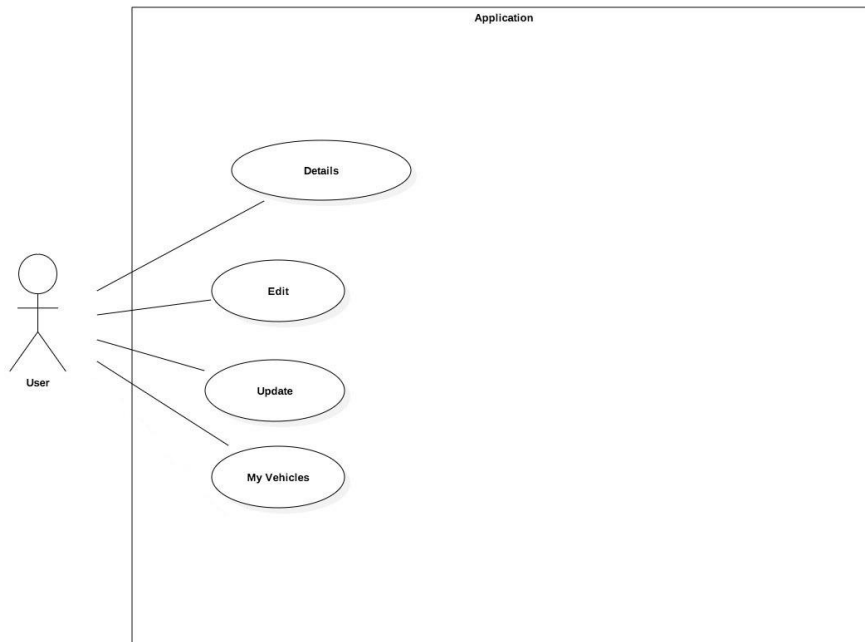 Application
Details
Edit
User
Update
My Vehicles